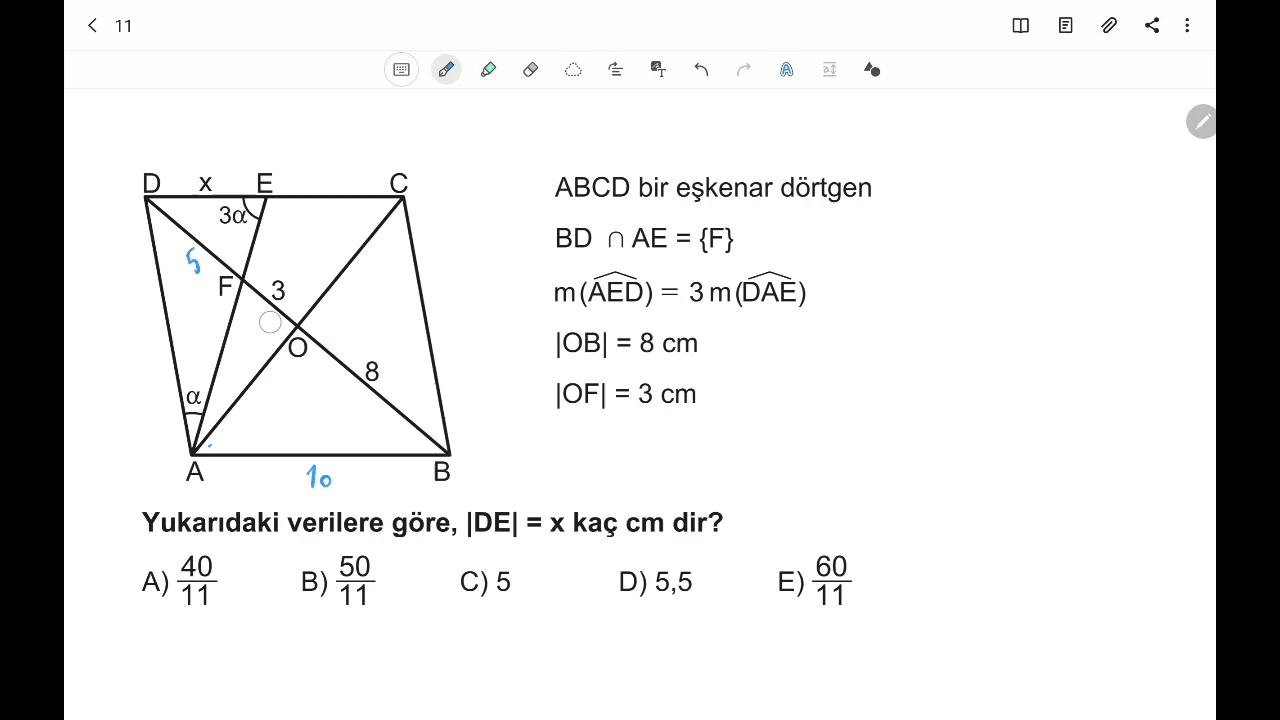 11
D x E C
3α
5
F 3
O
8
α
A B
10
ABCD bir eşkenar dörtgen
BD ∩ AE = {F}
m(AED) = 3 m(DAE)
|OB| = 8 cm
|OF| = 3 cm
Yukarıdaki verilere göre, |DE| = x kaç cm dir?
A) 40/11 B) 50/11 C) 5 D) 5,5 E) 60/11